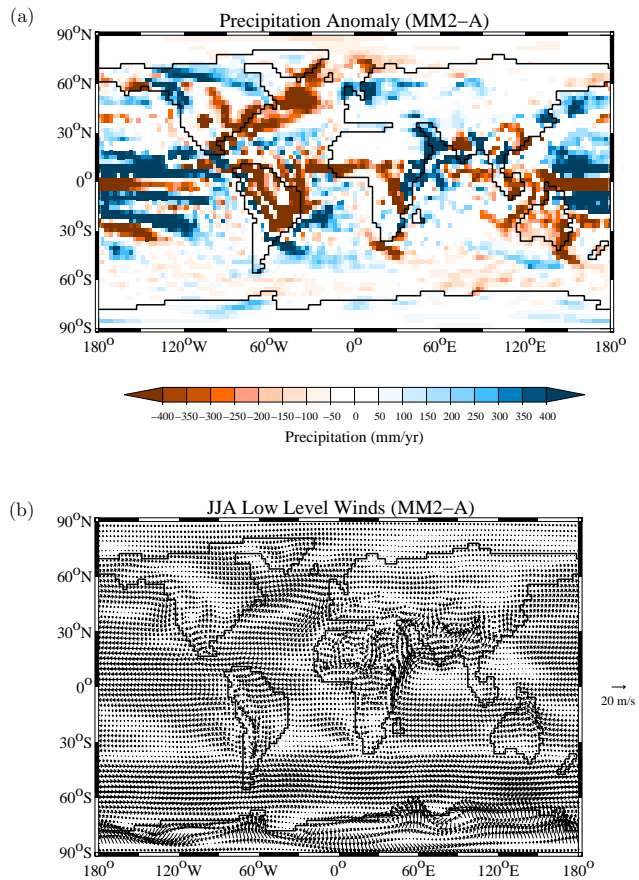 (a)
Precipitation Anomaly (MM2−A)
90°N
60°N
30°N
0°
30°S
60°S
90°S
180° 120°W 60°W 0° 60°E 120°E 180°
−400 −350 −300 −250 −200 −150 −100 −50 0 50 100 150 200 250 300 350 400
Precipitation (mm/yr)
(b)
JJA Low Level Winds (MM2−A)
90°N
60°N
30°N
0°
30°S
60°S
90°S
180° 120°W 60°W 0° 60°E 120°E 180°
→
20 m/s